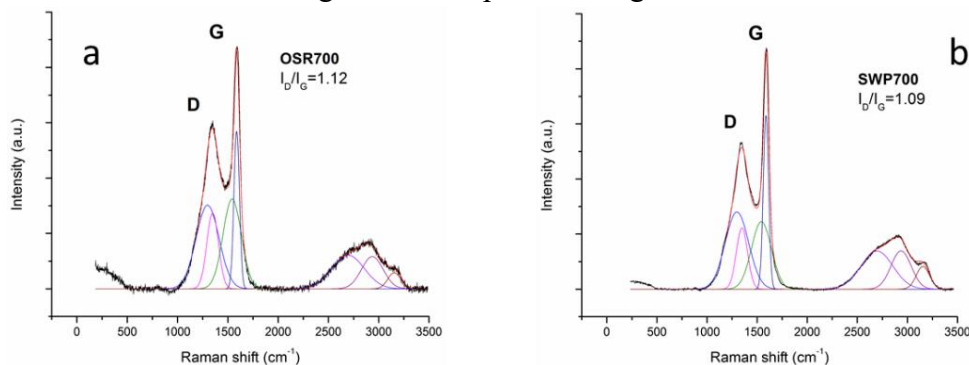 a
G
D
OSR700
I_D/I_G=1.12
Intensity (a.u.)
0 500 1000 1500 2000 2500 3000 3500
Raman shift (cm⁻¹)
b
G
D
SWP700
I_D/I_G=1.09
Intensity (a.u.)
0 500 1000 1500 2000 2500 3000 3500
Raman shift (cm⁻¹)